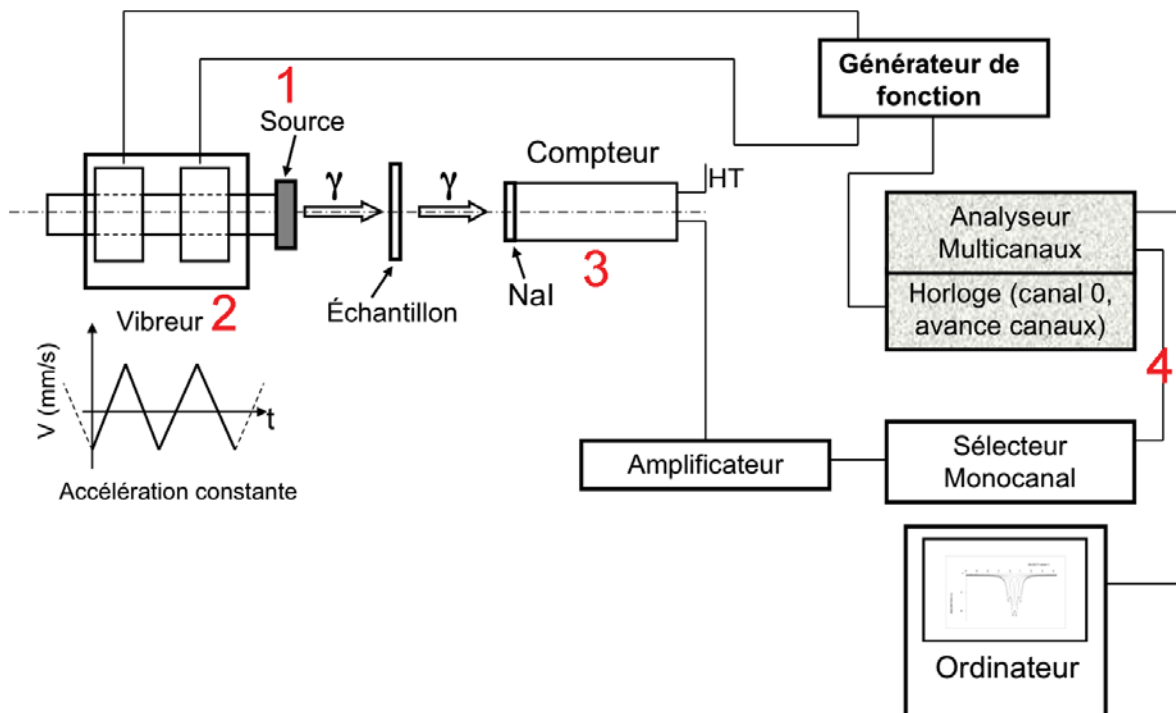 Générateur de
fonction
1
Source
γ
γ
Compteur
HT
Analyseur
Multicanaux
Horloge (canal 0,
avance canaux)
3
NaI
Échantillon
Vibreur 2
V (mm/s)
t
Accélération constante
4
Amplificateur
Sélecteur
Monocanal
Ordinateur